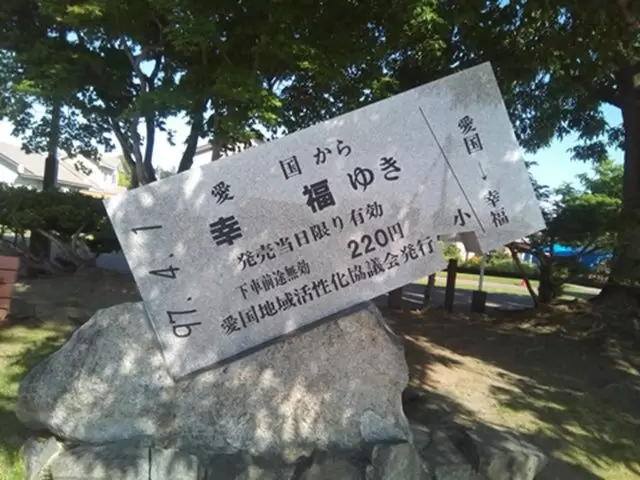 愛国から
幸福ゆき
発売当日限り有効
220円
下車前途無効
愛国地域活性化協議会発行
愛国→幸福
小
97.4.1